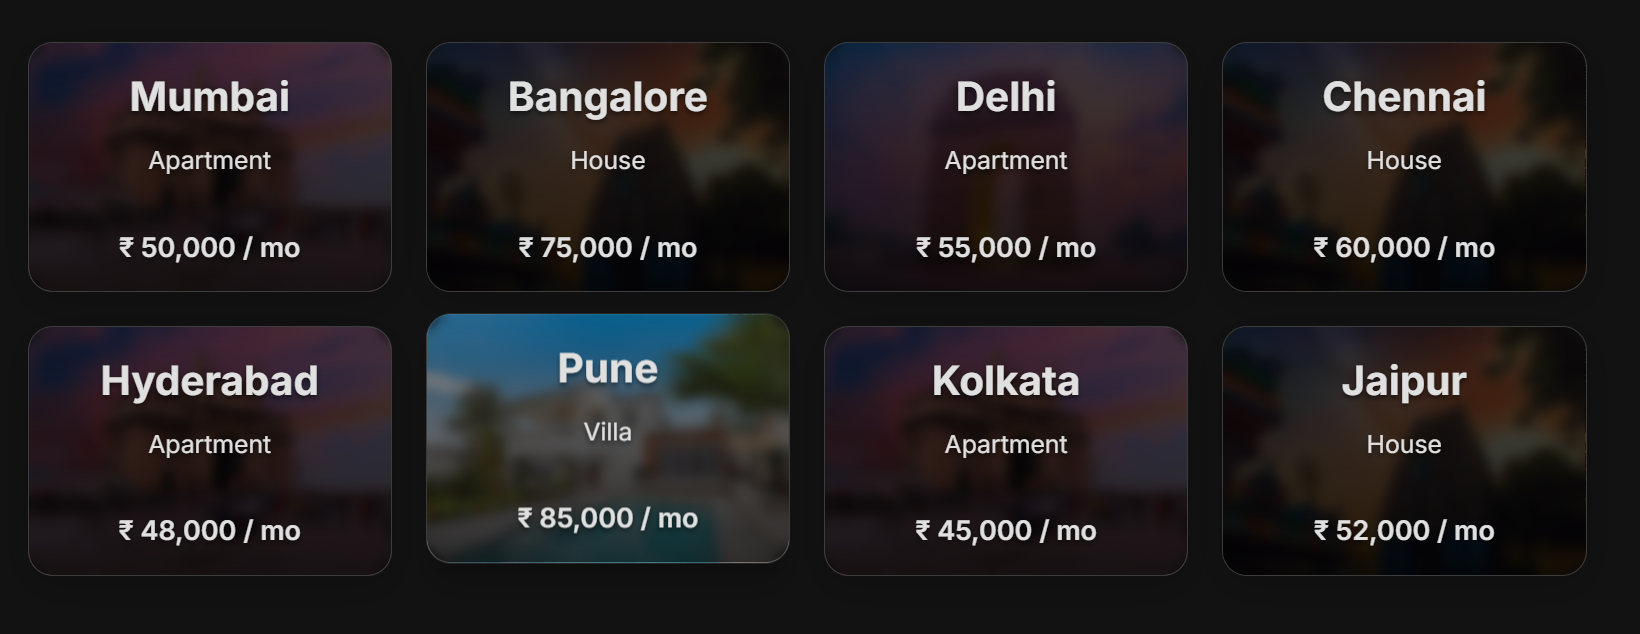 Mumbai
Apartment
₹ 50,000 / mo
Bangalore
House
₹ 75,000 / mo
Delhi
Apartment
₹ 55,000 / mo
Chennai
House
₹ 60,000 / mo
Hyderabad
Apartment
₹ 48,000 / mo
Pune
Villa
₹ 85,000 / mo
Kolkata
Apartment
₹ 45,000 / mo
Jaipur
House
₹ 52,000 / mo